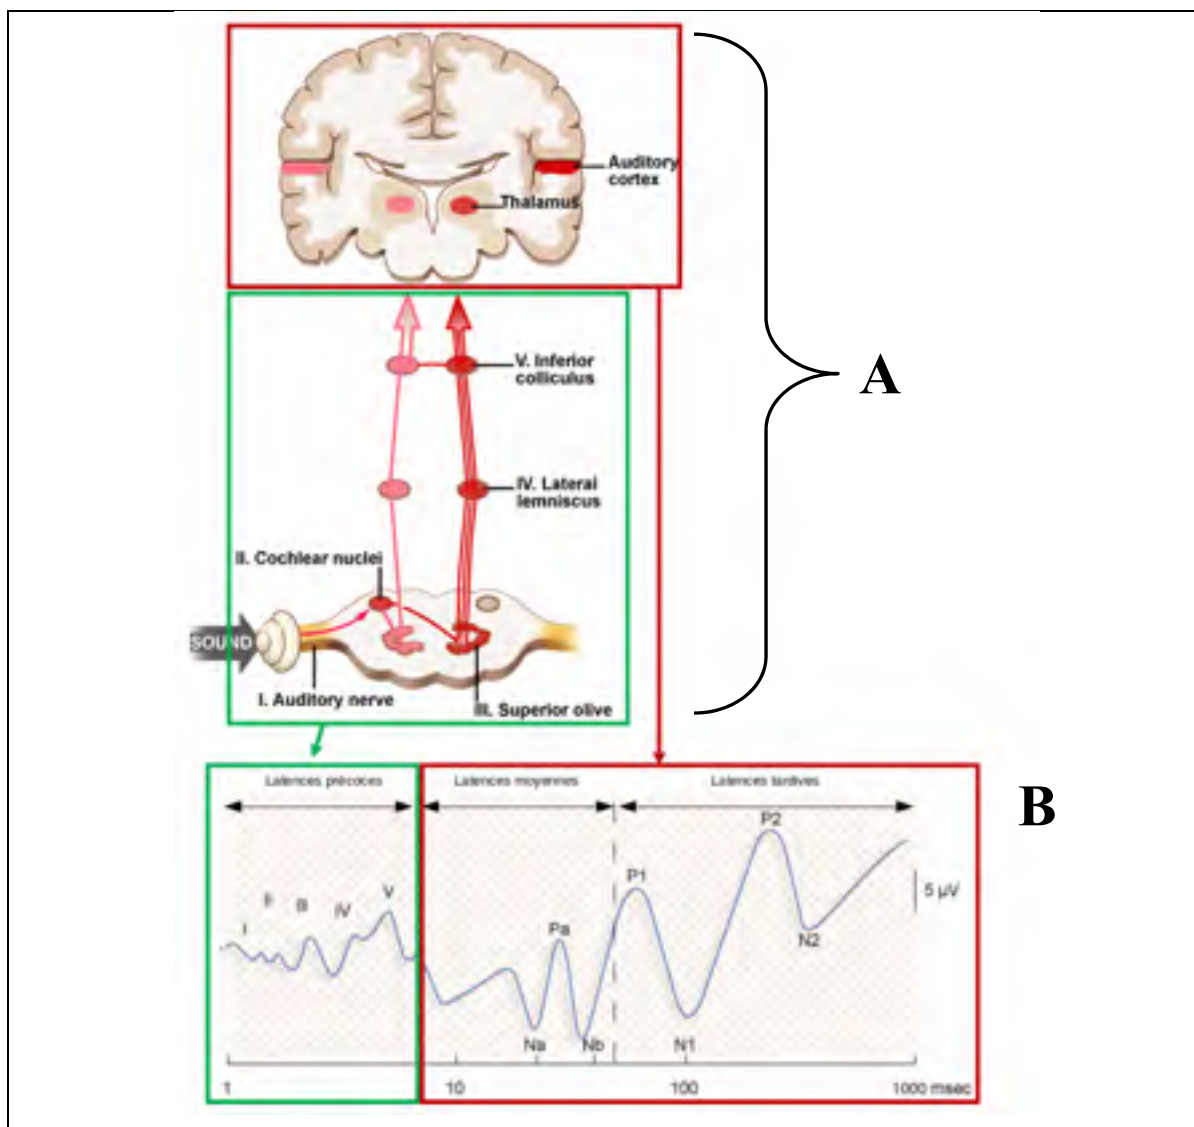 Auditory
cortex
Thalamus
A
V. Inferior
colliculus
IV. Lateral
lemniscus
II. Cochlear nuclei
SOUND
I. Auditory nerve
III. Superior olive
B
Latences précoces
Latences moyennes
Latences tardives
I
II
III
IV
V
Na
Pa
Nb
P1
N1
P2
N2
5 µV
1
10
100
1000 msec